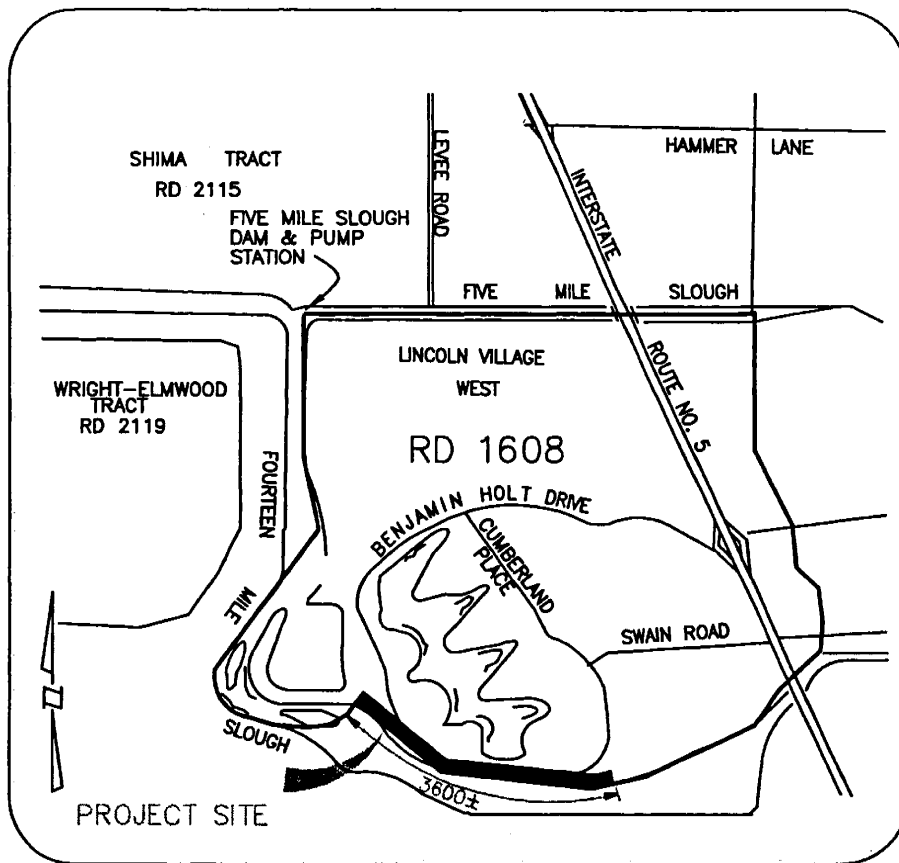 SHIMA TRACT
RD 2115
FIVE MILE SLOUGH
DAM & PUMP
STATION
LEVEE ROAD
HAMMER LANE
INTERSTATE
ROUTE NO. 5
FIVE MILE SLOUGH
LINCOLN VILLAGE
WEST
WRIGHT-ELMWOOD
TRACT
RD 2119
RD 1608
FOURTEEN
MILE
SLOUGH
BENJAMIN HOLT DRIVE
CUMBERLAND
PLACE
SWAIN ROAD
3600±
PROJECT SITE